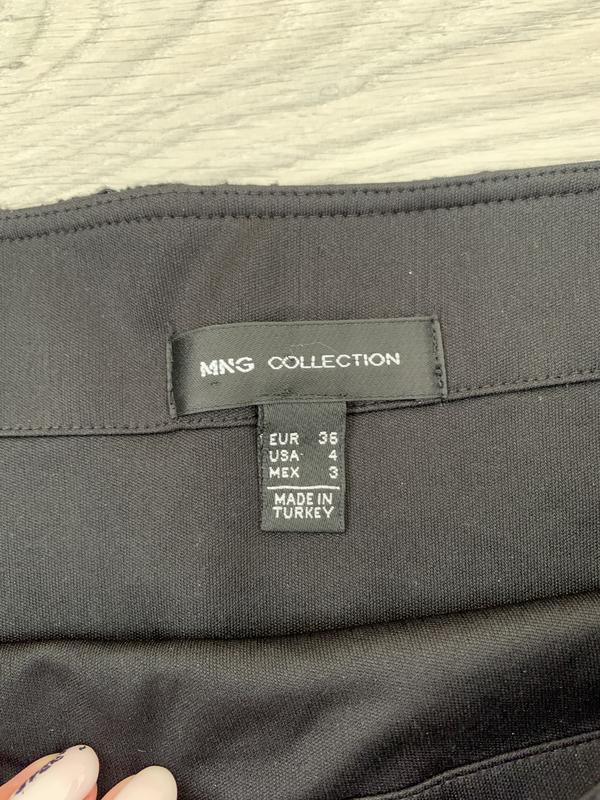 MNG COLLECTION
EUR 36
USA 4
MEX 3
MADE IN
TURKEY